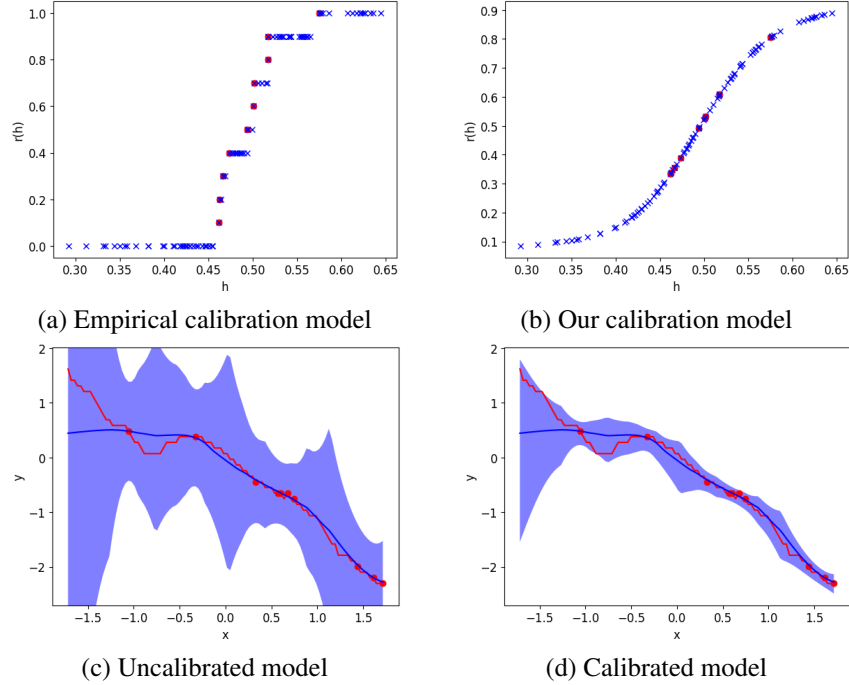 1.0
0.8
0.6
0.4
0.2
0.0
r(h)
0.30 0.35 0.40 0.45 0.50 0.55 0.60 0.65
h
(a) Empirical calibration model
0.9
0.8
0.7
0.6
0.5
0.4
0.3
0.2
0.1
r(h)
0.30 0.35 0.40 0.45 0.50 0.55 0.60 0.65
h
(b) Our calibration model
2
1
0
−1
−2
y
−1.5 −1.0 −0.5 0.0 0.5 1.0 1.5
x
(c) Uncalibrated model
2
1
0
−1
−2
y
−1.5 −1.0 −0.5 0.0 0.5 1.0 1.5
x
(d) Calibrated model